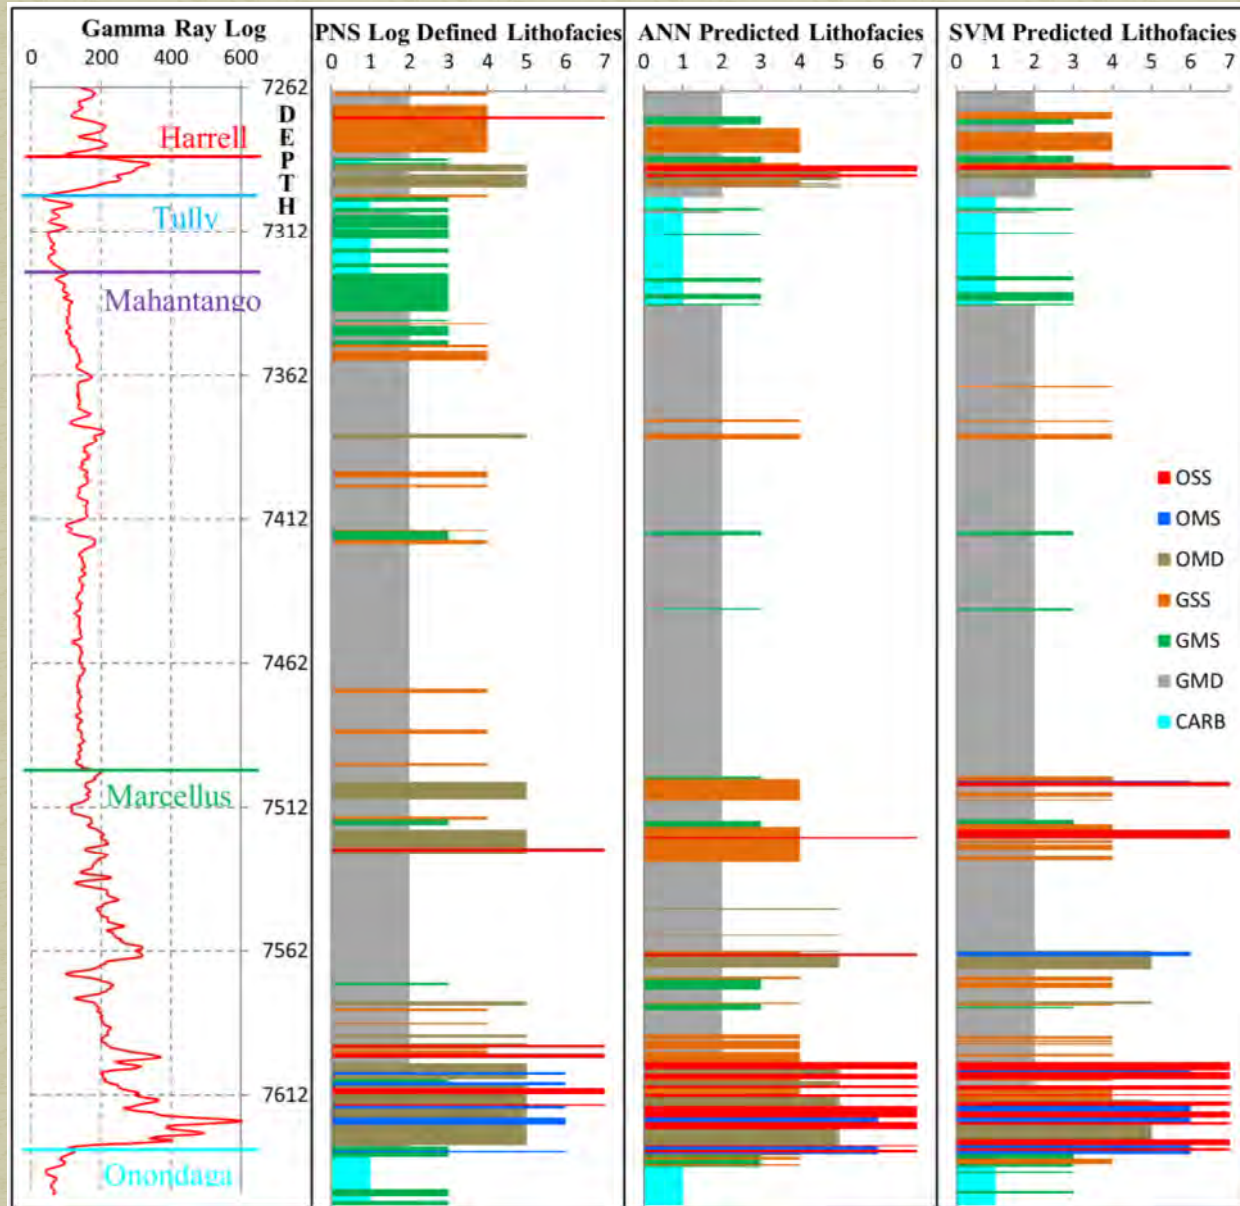 Gamma Ray Log
PNS Log Defined Lithofacies
ANN Predicted Lithofacies
SVM Predicted Lithofacies
0 200 400 600
0 1 2 3 4 5 6 7
0 1 2 3 4 5 6 7
0 1 2 3 4 5 6 7
7262
D
E
P
T
H
Harrell
Tully
7312
Mahantango
7362
7412
7462
Marcellus
7512
7562
7612
Onondaga
OSS
OMS
OMD
GSS
GMS
GMD
CARB